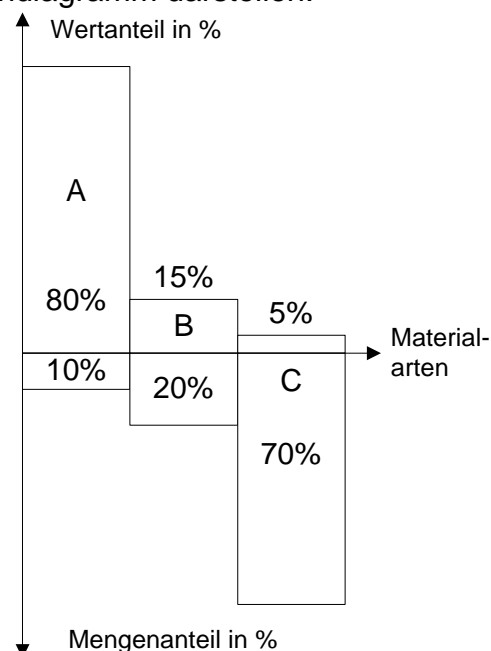 Wertanteil in %
A
80%
15%
B
5%
Material-
arten
10%
20%
C
70%
Mengenanteil in %